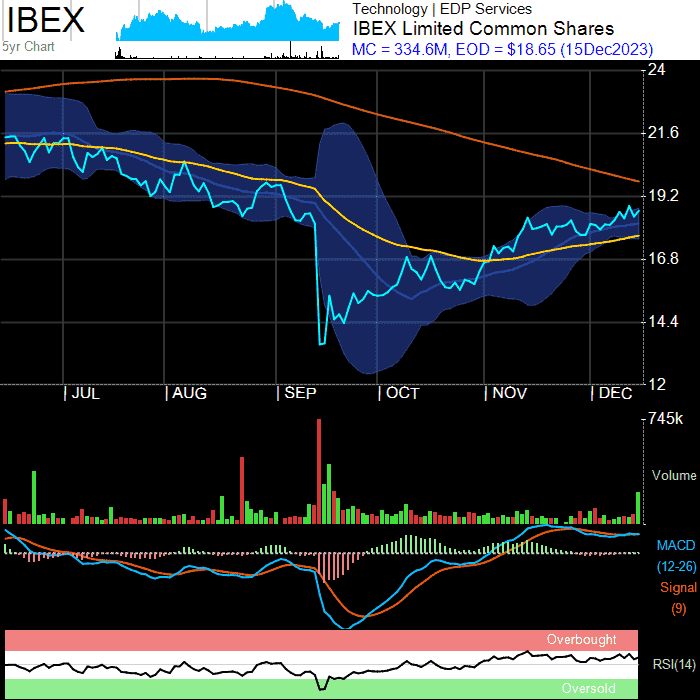 IBEX
5yr Chart
Technology | EDP Services
IBEX Limited Common Shares
MC = 334.6M, EOD = $18.65 (15Dec2023)
24
21.6
19.2
16.8
14.4
12
| JUL | AUG | SEP | OCT | NOV | DEC
745k
Volume
MACD
(12-26)
Signal
(9)
Overbought
RSI(14)
Oversold